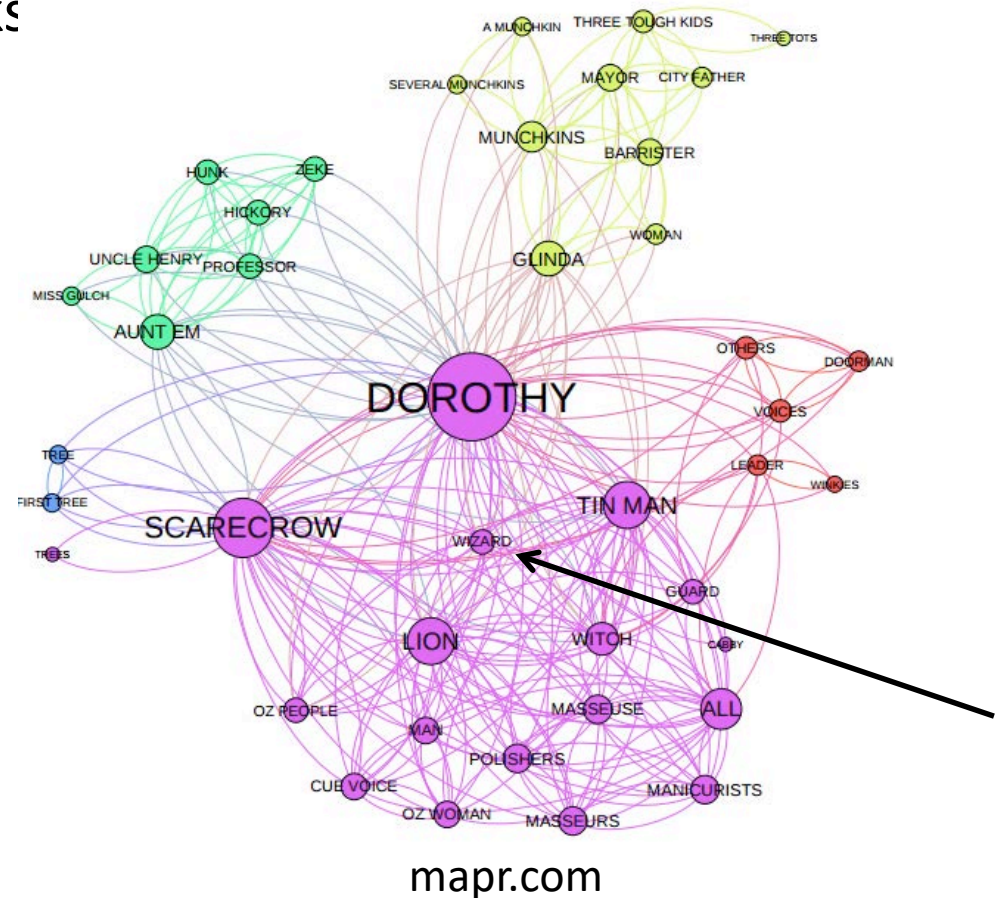 A MUNCHKIN
THREE TOUGH KIDS
THREE TOTS
SEVERAL MUNCHKINS
MAYOR
CITY FATHER
MUNCHKINS
BARRISTER
HUNK
ZEKE
HICKORY
WOMAN
UNCLE HENRY
PROFESSOR
GLINDA
MISS GULCH
AUNT EM
OTHERS
DOORMAN
DOROTHY
VOICES
TREE
LEADER
WINKIES
FIRST TREE
TIN MAN
SCARECROW
WIZARD
TREES
GUARD
LION
WITCH
CABBY
OZ PEOPLE
MASSEUSE
ALL
MAN
POLISHERS
CUE VOICE
MANICURISTS
OZ WOMAN
MASSEURS
mapr.com